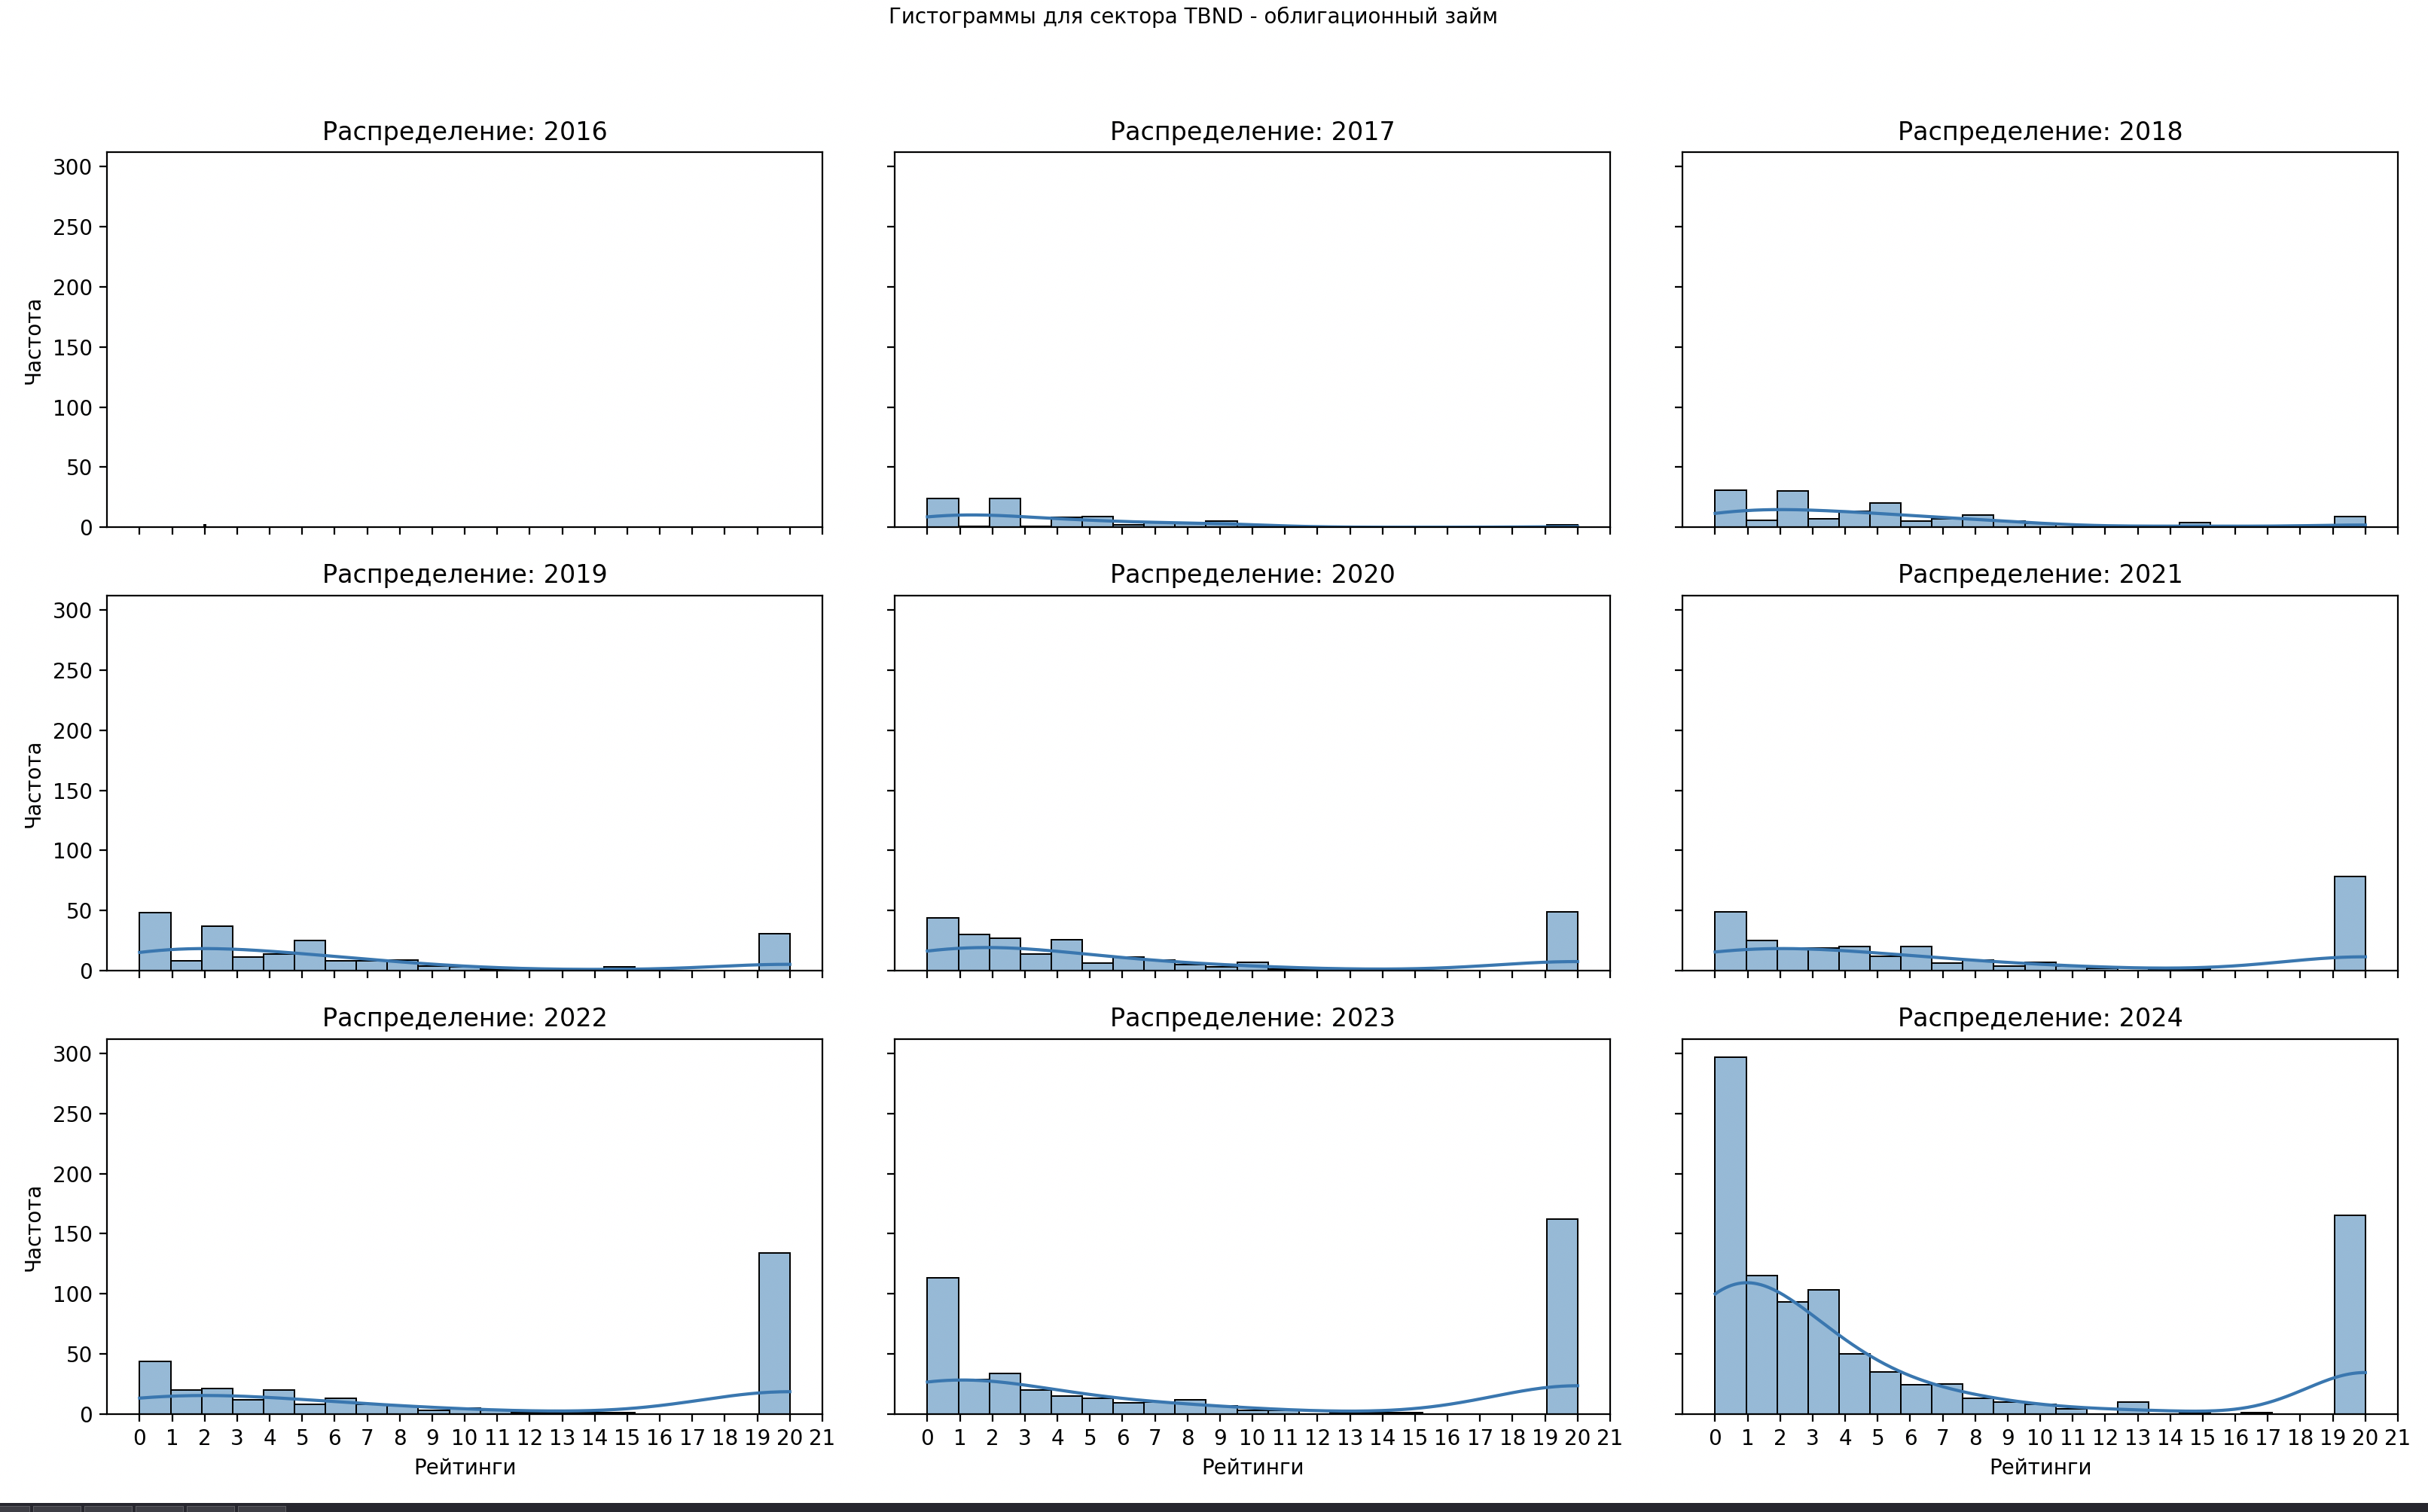 Гистограммы для сектора TBND - облигационный займ
Распределение: 2016
Распределение: 2017
Распределение: 2018
300
250
200
150
100
50
0
Частота
Распределение: 2019
Распределение: 2020
Распределение: 2021
300
250
200
150
100
50
0
Частота
Распределение: 2022
Распределение: 2023
Распределение: 2024
300
250
200
150
100
50
0
Частота
0 1 2 3 4 5 6 7 8 9 10 11 12 13 14 15 16 17 18 19 20 21
0 1 2 3 4 5 6 7 8 9 10 11 12 13 14 15 16 17 18 19 20 21
0 1 2 3 4 5 6 7 8 9 10 11 12 13 14 15 16 17 18 19 20 21
Рейтинги
Рейтинги
Рейтинги